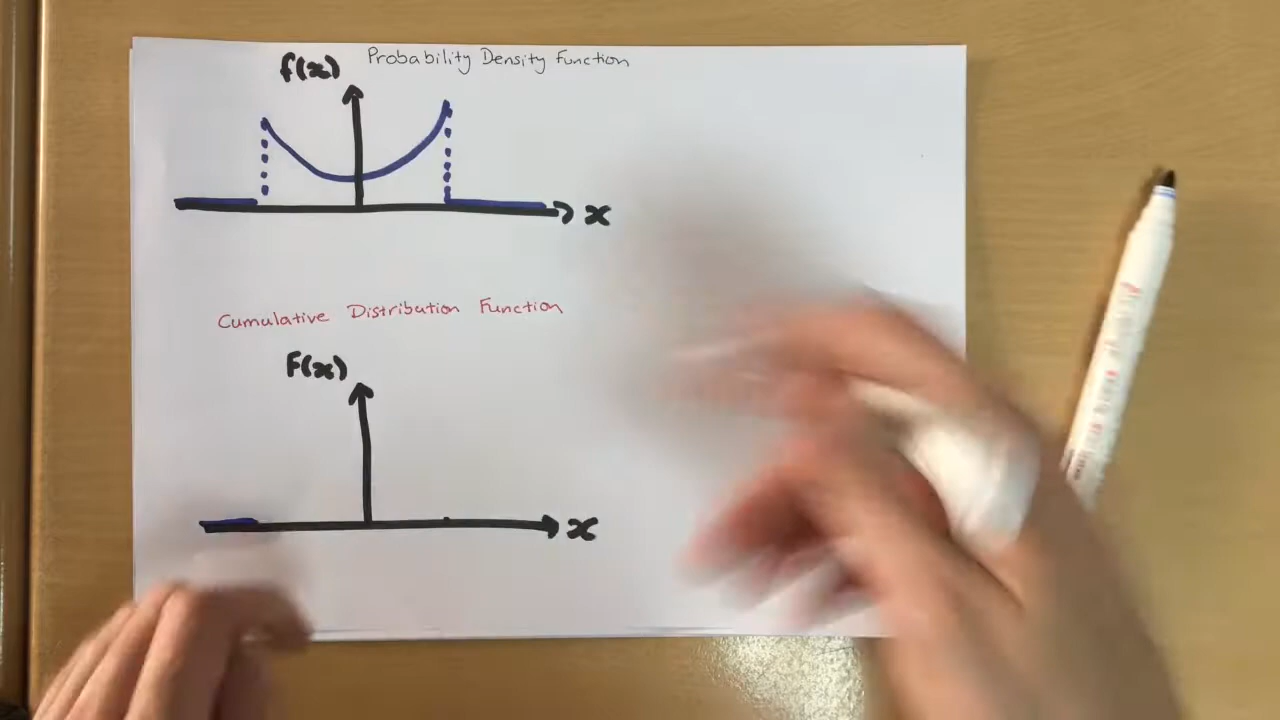 Probability Density Function
f(x)
x
Cumulative Distribution Function
F(x)
x